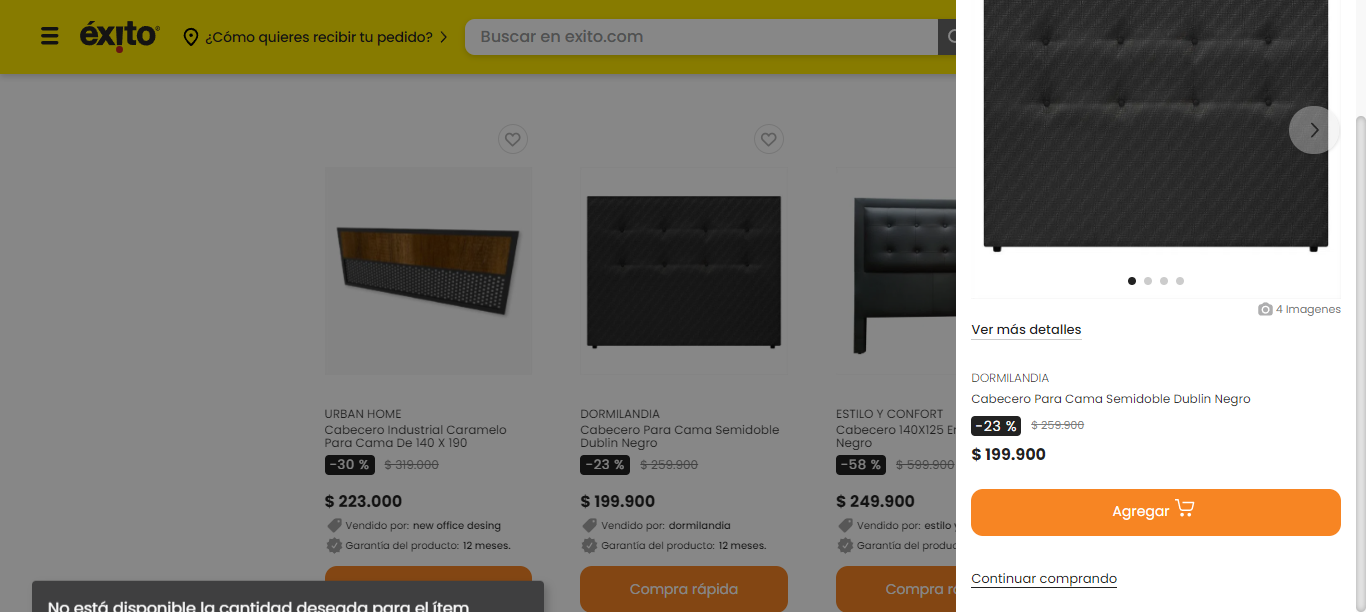 éxito
¿Cómo quieres recibir tu pedido?
Buscar en exito.com
URBAN HOME
Cabecero Industrial Caramelo
Para Cama De 140 X 190
-30 % $ 319.000
$ 223.000
Vendido por: new office desing
Garantía del producto: 12 meses.
DORMILANDIA
Cabecero Para Cama Semidoble
Dublin Negro
-23 % $ 259.900
$ 199.900
Vendido por: dormilandia
Garantía del producto: 12 meses.
Compra rápida
ESTILO Y CONFORT
Cabecero 140X125 E
Negro
-58 % $ 599.900
$ 249.900
Vendido por: estilo
Garantía del produc
Compra r
4 Imagenes
Ver más detalles
DORMILANDIA
Cabecero Para Cama Semidoble Dublin Negro
-23 % $ 259.900
$ 199.900
Agregar
Continuar comprando
No está disponible la cantidad deseada para el ítem